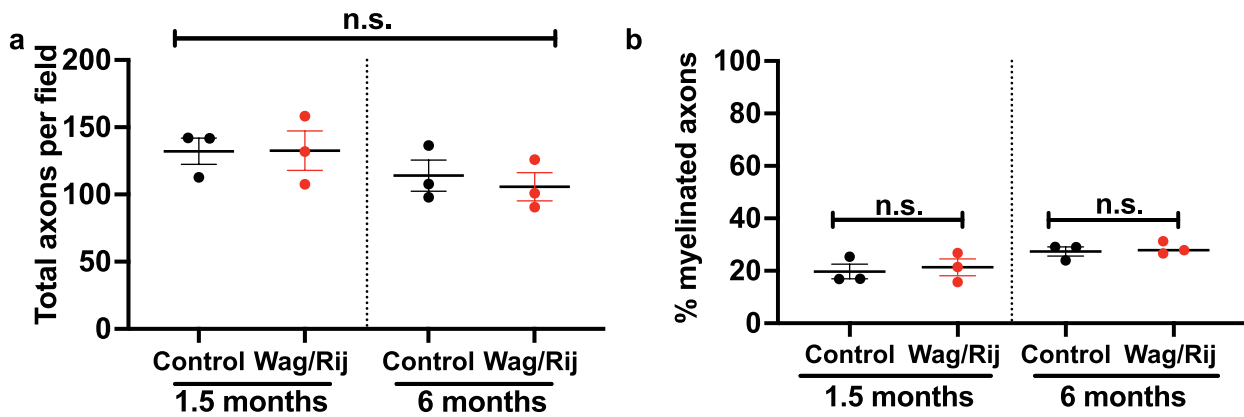 a
n.s.
Total axons per field
200
150
100
50
0
Control Wag/Rij Control Wag/Rij
1.5 months 6 months
b
% myelinated axons
100
80
60
40
20
0
n.s. n.s.
Control Wag/Rij Control Wag/Rij
1.5 months 6 months